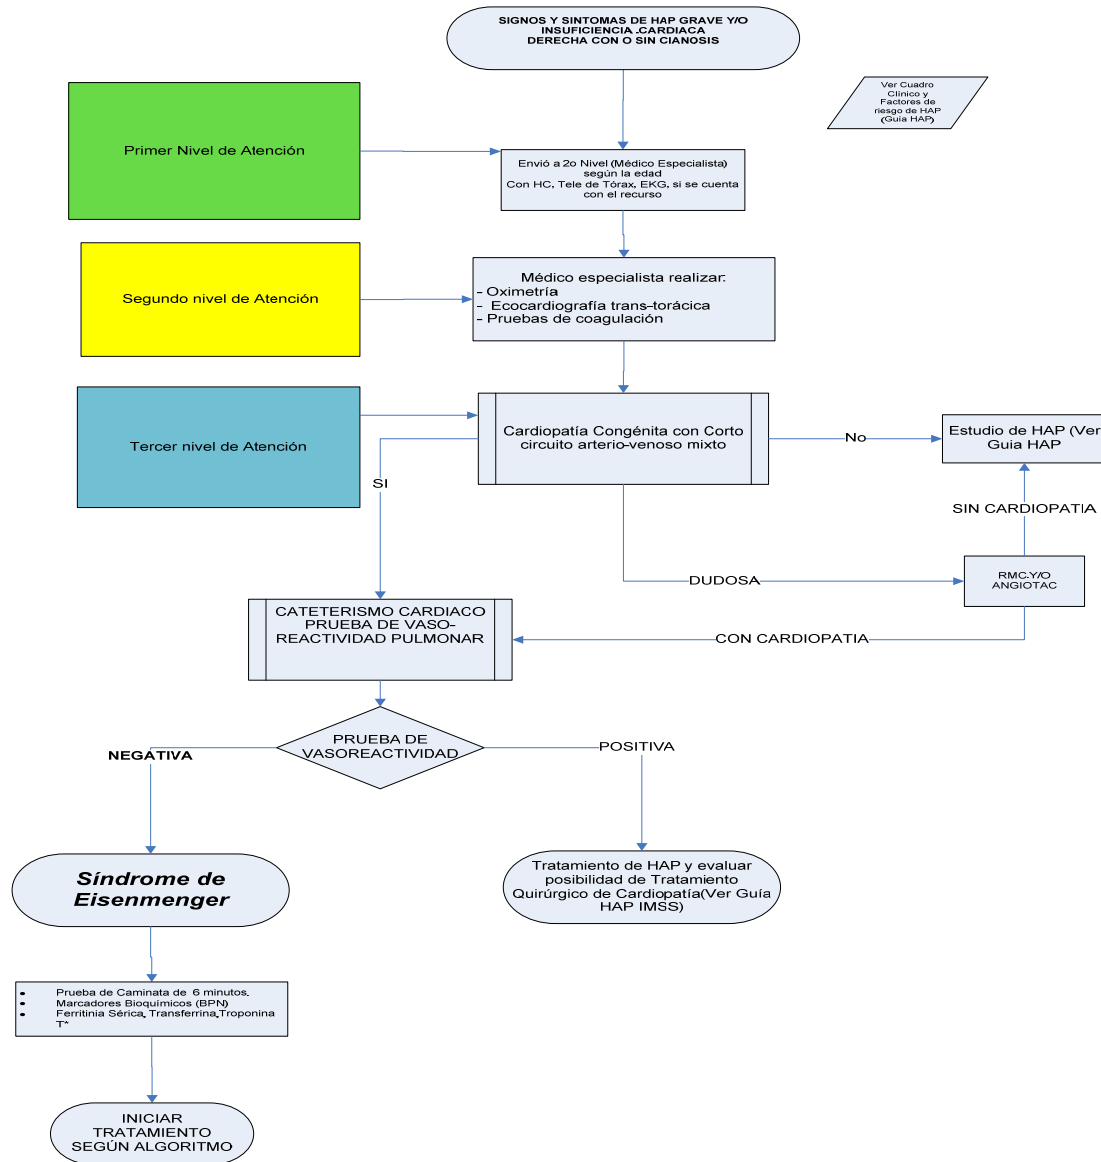 SIGNOS Y SINTOMAS DE HAP GRAVE Y/O
INSUFICIENCIA .CARDIACA
DERECHA CON O SIN CIANOSIS
Ver Cuadro
Clínico y
Factores de
riesgo de HAP
(Guía HAP)
Primer Nivel de Atención
Envió a 2o Nivel (Médico Especialista)
según la edad
Con HC, Tele de Tórax, EKG, si se cuenta
con el recurso
Segundo nivel de Atención
Médico especialista realizar:
- Oximetría
- Ecocardiografía trans-torácica
- Pruebas de coagulación
Tercer nivel de Atención
Cardiopatía Congénita con Corto
circuito arterio-venoso mixto
No
Estudio de HAP (Ver
Guia HAP
SI
SIN CARDIOPATIA
DUDOSA
RMC.Y/O
ANGIOTAC
CATETERISMO CARDIACO
PRUEBA DE VASO-
REACTIVIDAD PULMONAR
CON CARDIOPATIA
PRUEBA DE
VASOREACTIVIDAD
NEGATIVA
POSITIVA
Síndrome de
Eisenmenger
Tratamiento de HAP y evaluar
posibilidad de Tratamiento
Quirúrgico de Cardiopatía(Ver Guía
HAP IMSS)
• Prueba de Caminata de 6 minutos.
• Marcadores Bioquímicos (BPN)
• Ferritinia Sérica, Transferrina,Troponina
T*
INICIAR
TRATAMIENTO
SEGÚN ALGORITMO